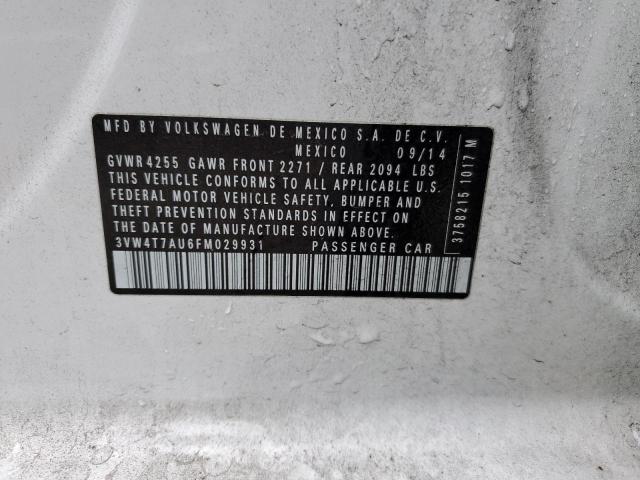 MFD BY VOLKSWAGEN DE MEXICO S.A. DE C.V.
MEXICO 09/14
GVWR 4255 GAWR FRONT 2271 / REAR 2094 LBS
THIS VEHICLE CONFORMS TO ALL APPLICABLE U.S.
FEDERAL MOTOR VEHICLE SAFETY, BUMPER AND
THEFT PREVENTION STANDARDS IN EFFECT ON
THE DATE OF MANUFACTURE SHOWN ABOVE.
3VW4T7AU6FM029931 PASSENGER CAR
3758215 1017 M